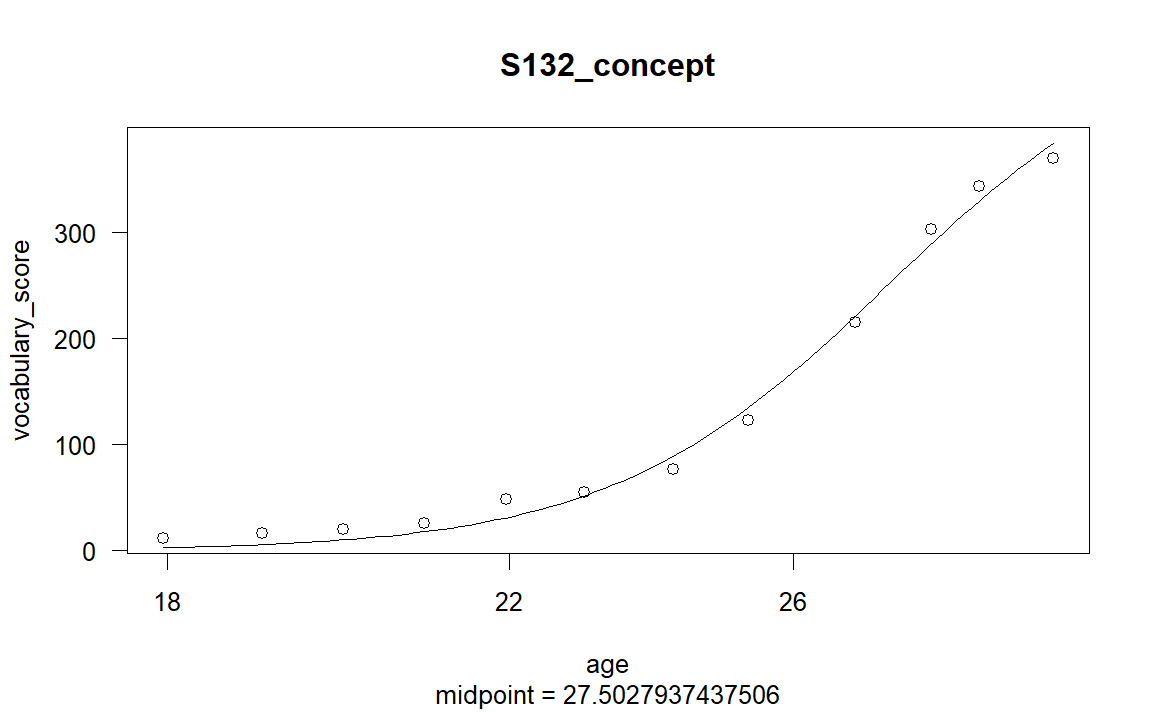 S132_concept
vocabulary_score
300
200
100
0
18 22 26
age
midpoint = 27.5027937437506